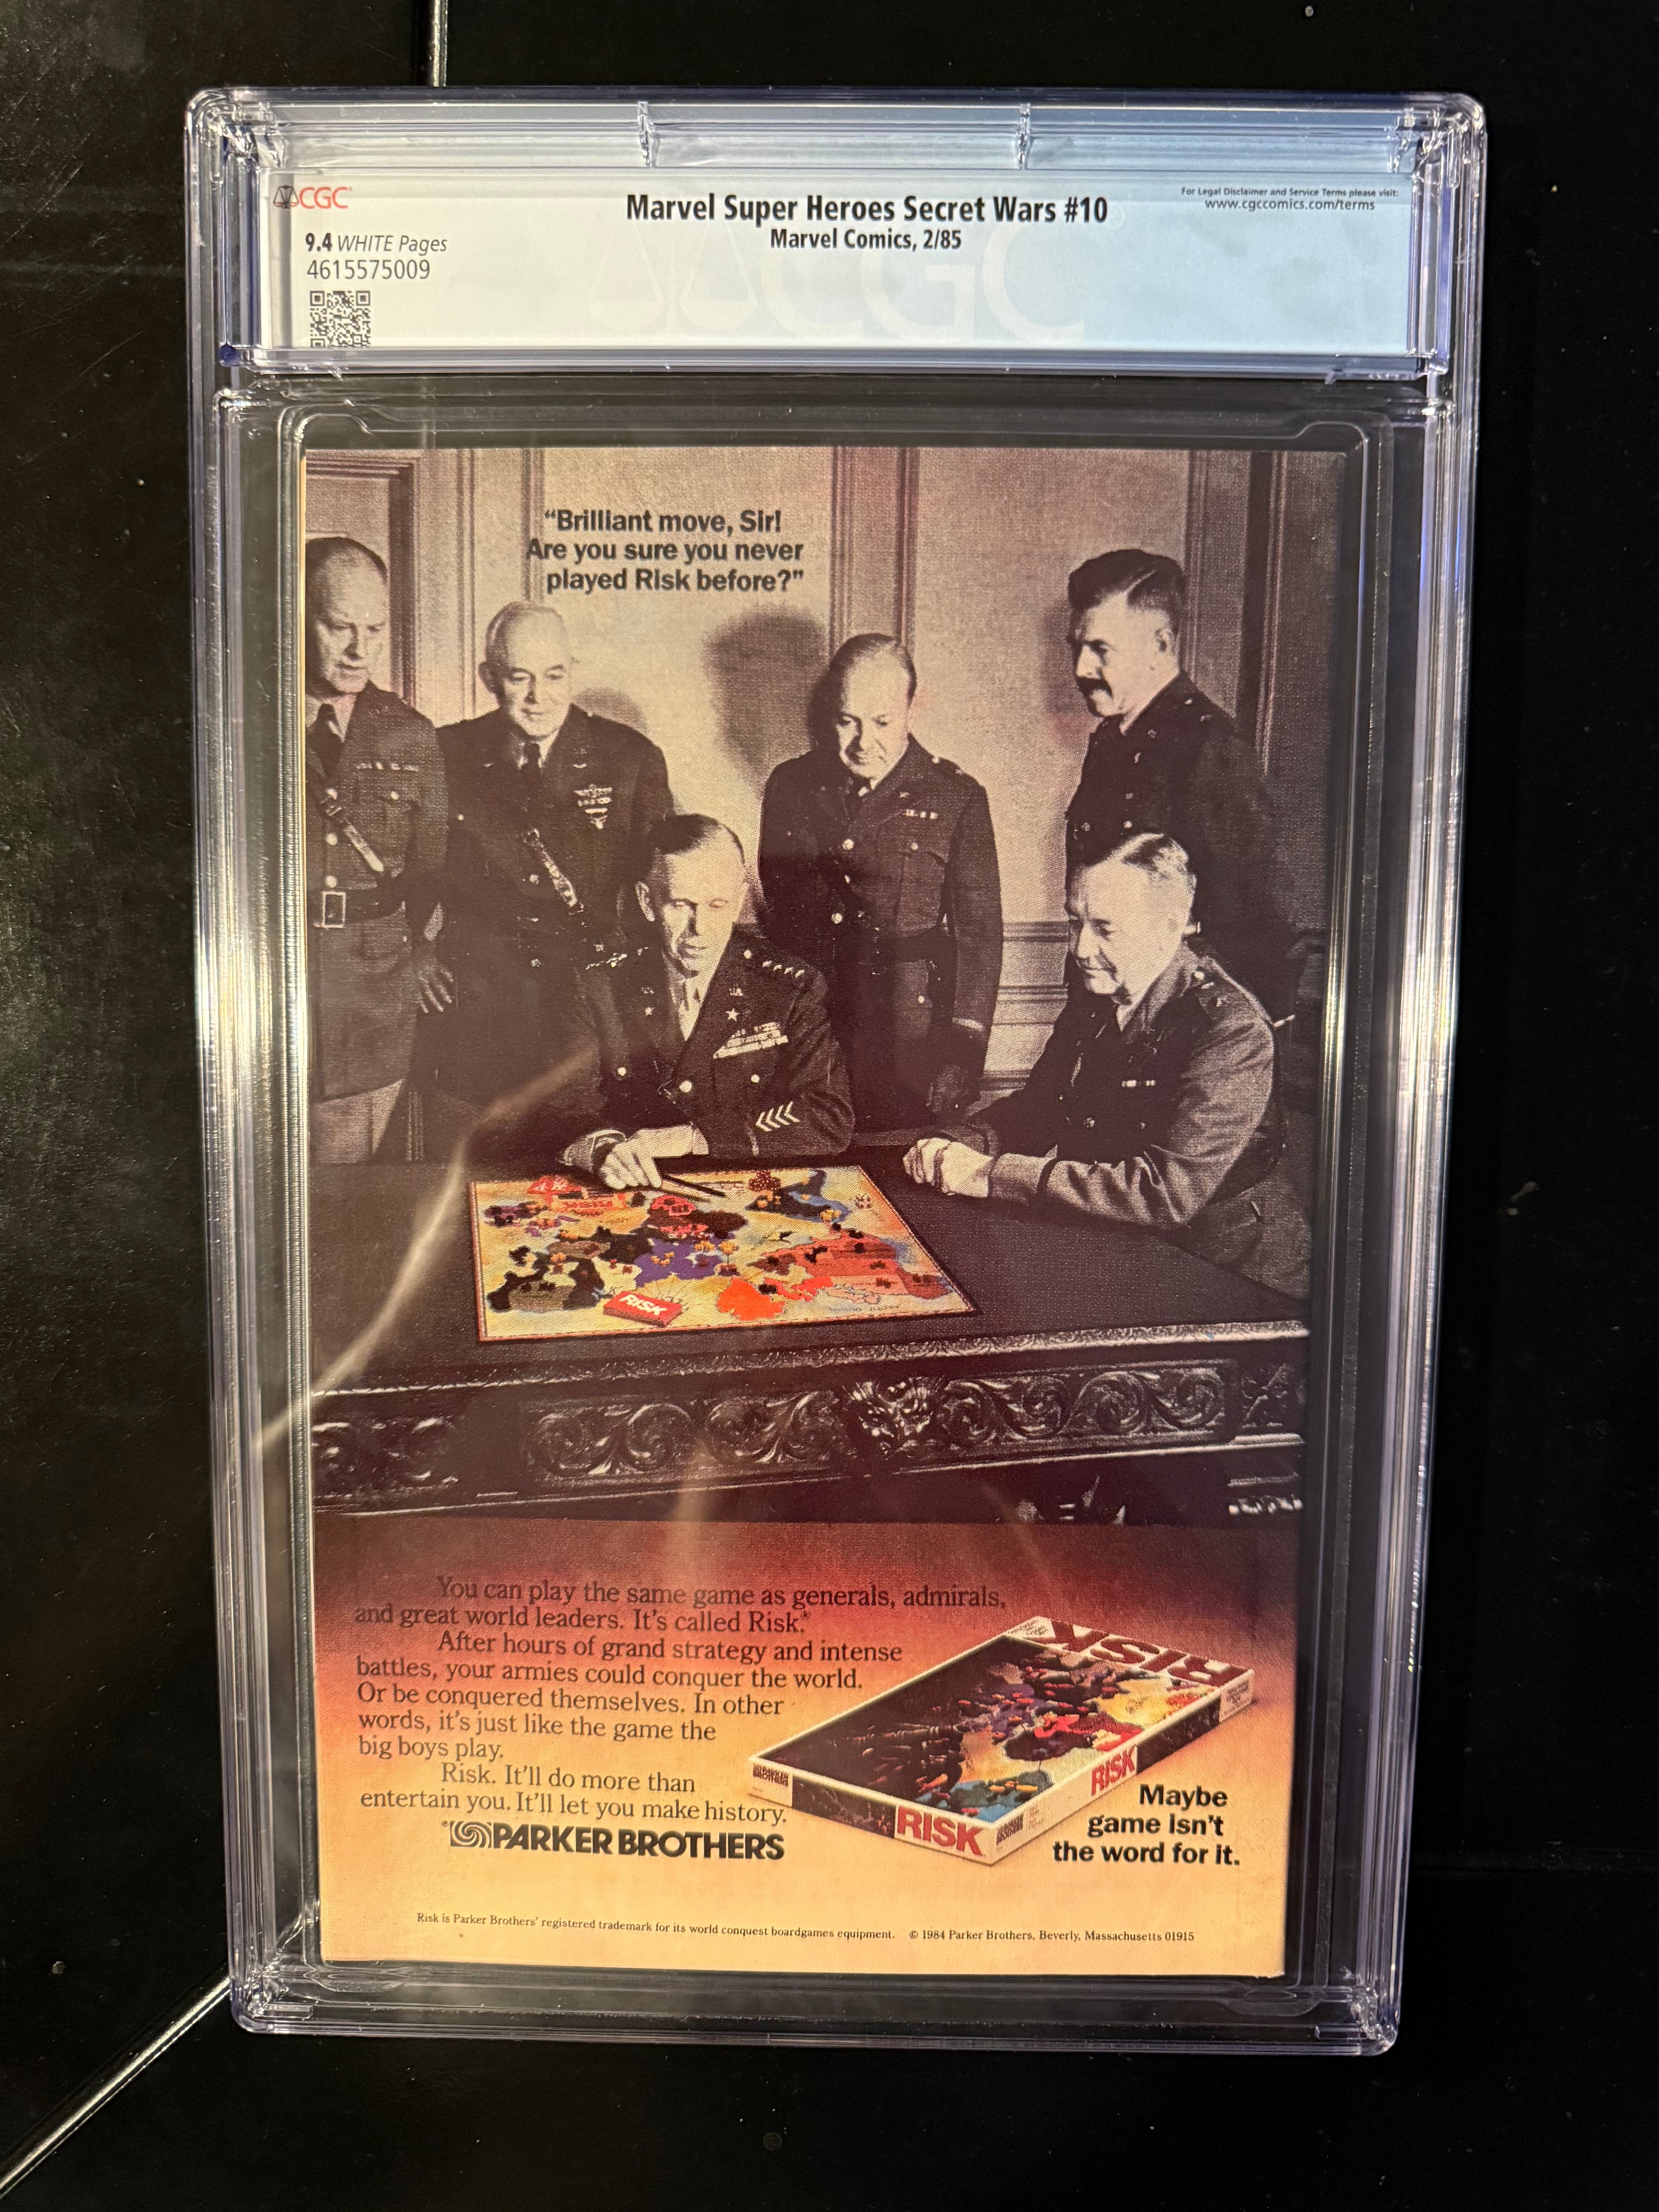 CGC
Marvel Super Heroes Secret Wars #10
Marvel Comics, 2/85
For Legal Disclaimer and Service Terms please visit:
www.cgccomics.com/terms
9.4 WHITE Pages
4615575009
CGC
“Brilliant move, Sir!
Are you sure you never
played Risk before?”
RISK
You can play the same game as generals, admirals,
and great world leaders. It’s called Risk.®
After hours of grand strategy and intense
battles, your armies could conquer the world.
Or be conquered themselves. In other
words, it’s just like the game the
big boys play.
Risk. It’ll do more than
entertain you. It’ll let you make history.
PARKER BROTHERS
RISK
PARKER
BROTHERS
RISK
RISK
Maybe
game isn’t
the word for it.
Risk is Parker Brothers’ registered trademark for its world conquest boardgames equipment. © 1984 Parker Brothers, Beverly, Massachusetts 01915